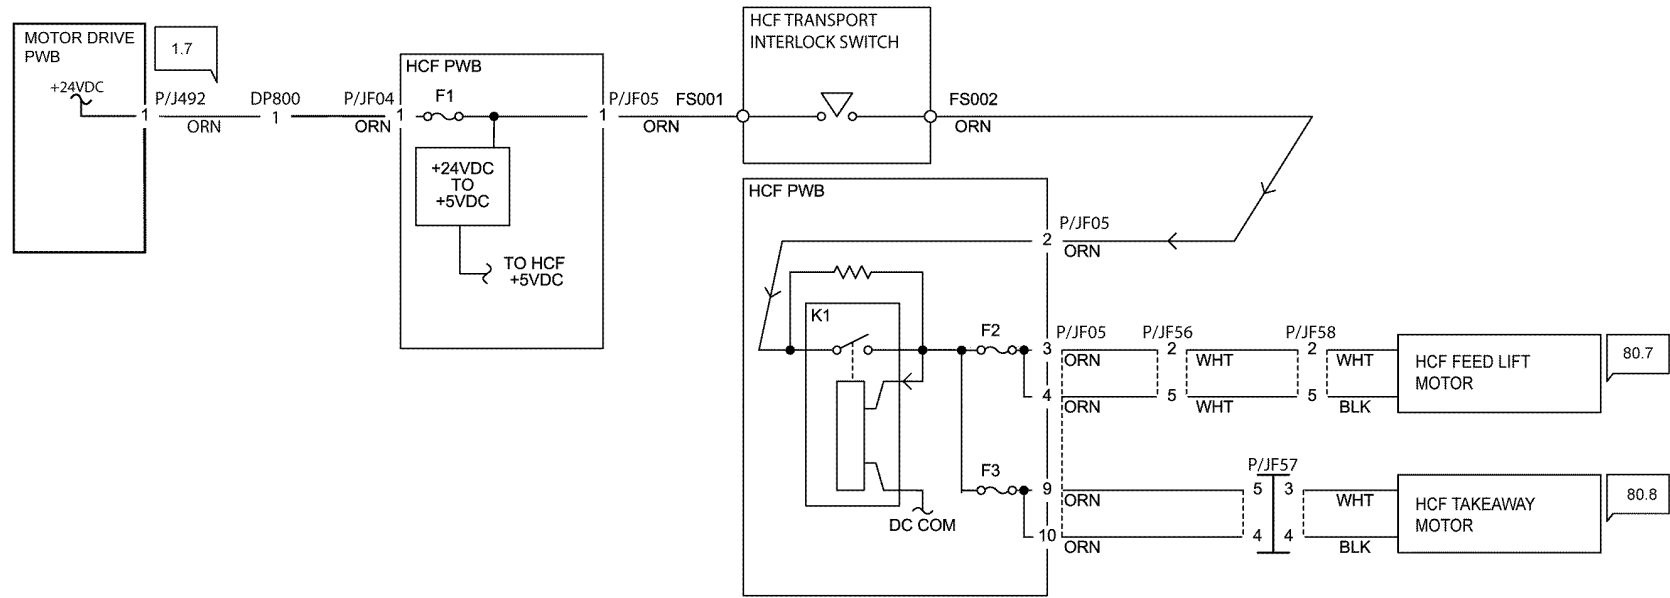 MOTOR DRIVE
PWB
+24VDC
1
P/J492
ORN
1.7
DP800
1
P/JF04
ORN
1
HCF PWB
F1
+24VDC
TO
+5VDC
TO HCF
+5VDC
1
P/JF05
ORN
FS001
HCF TRANSPORT
INTERLOCK SWITCH
FS002
ORN
HCF PWB
2
P/JF05
ORN
K1
DC COM
F2
3
P/JF05
ORN
4
ORN
P/JF56
2
WHT
5
WHT
P/JF58
2
WHT
5
BLK
HCF FEED LIFT
MOTOR
80.7
F3
9
ORN
10
ORN
P/JF57
5 3
WHT
4 4
BLK
HCF TAKEAWAY
MOTOR
80.8